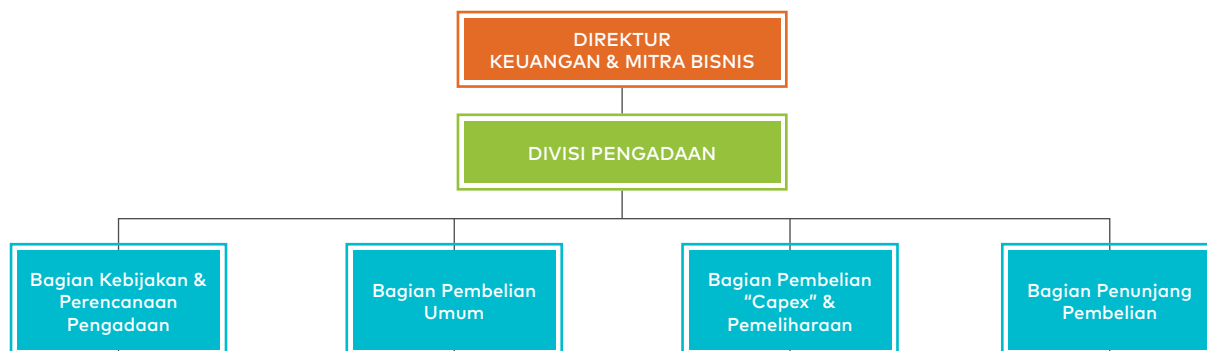 DIREKTUR
KEUANGAN & MITRA BISNIS
DIVISI PENGADAAN
Bagian Kebijakan &
Perencanaan
Pengadaan
Bagian Pembelian
Umum
Bagian Pembelian
“Capex” &
Pemeliharaan
Bagian Penunjang
Pembelian